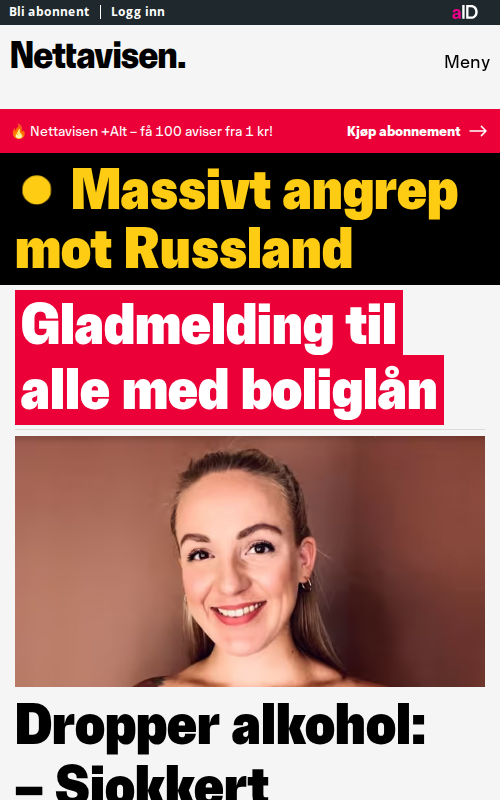 Bli abonnent
Logg inn
aID
Nettavisen.
Meny
🔥 Nettavisen +Alt – få 100 aviser fra 1 kr!
Kjøp abonnement →
Massivt angrep
mot Russland
Gladmelding til
alle med boliglån
Dropper alkohol:
– Sjokkert